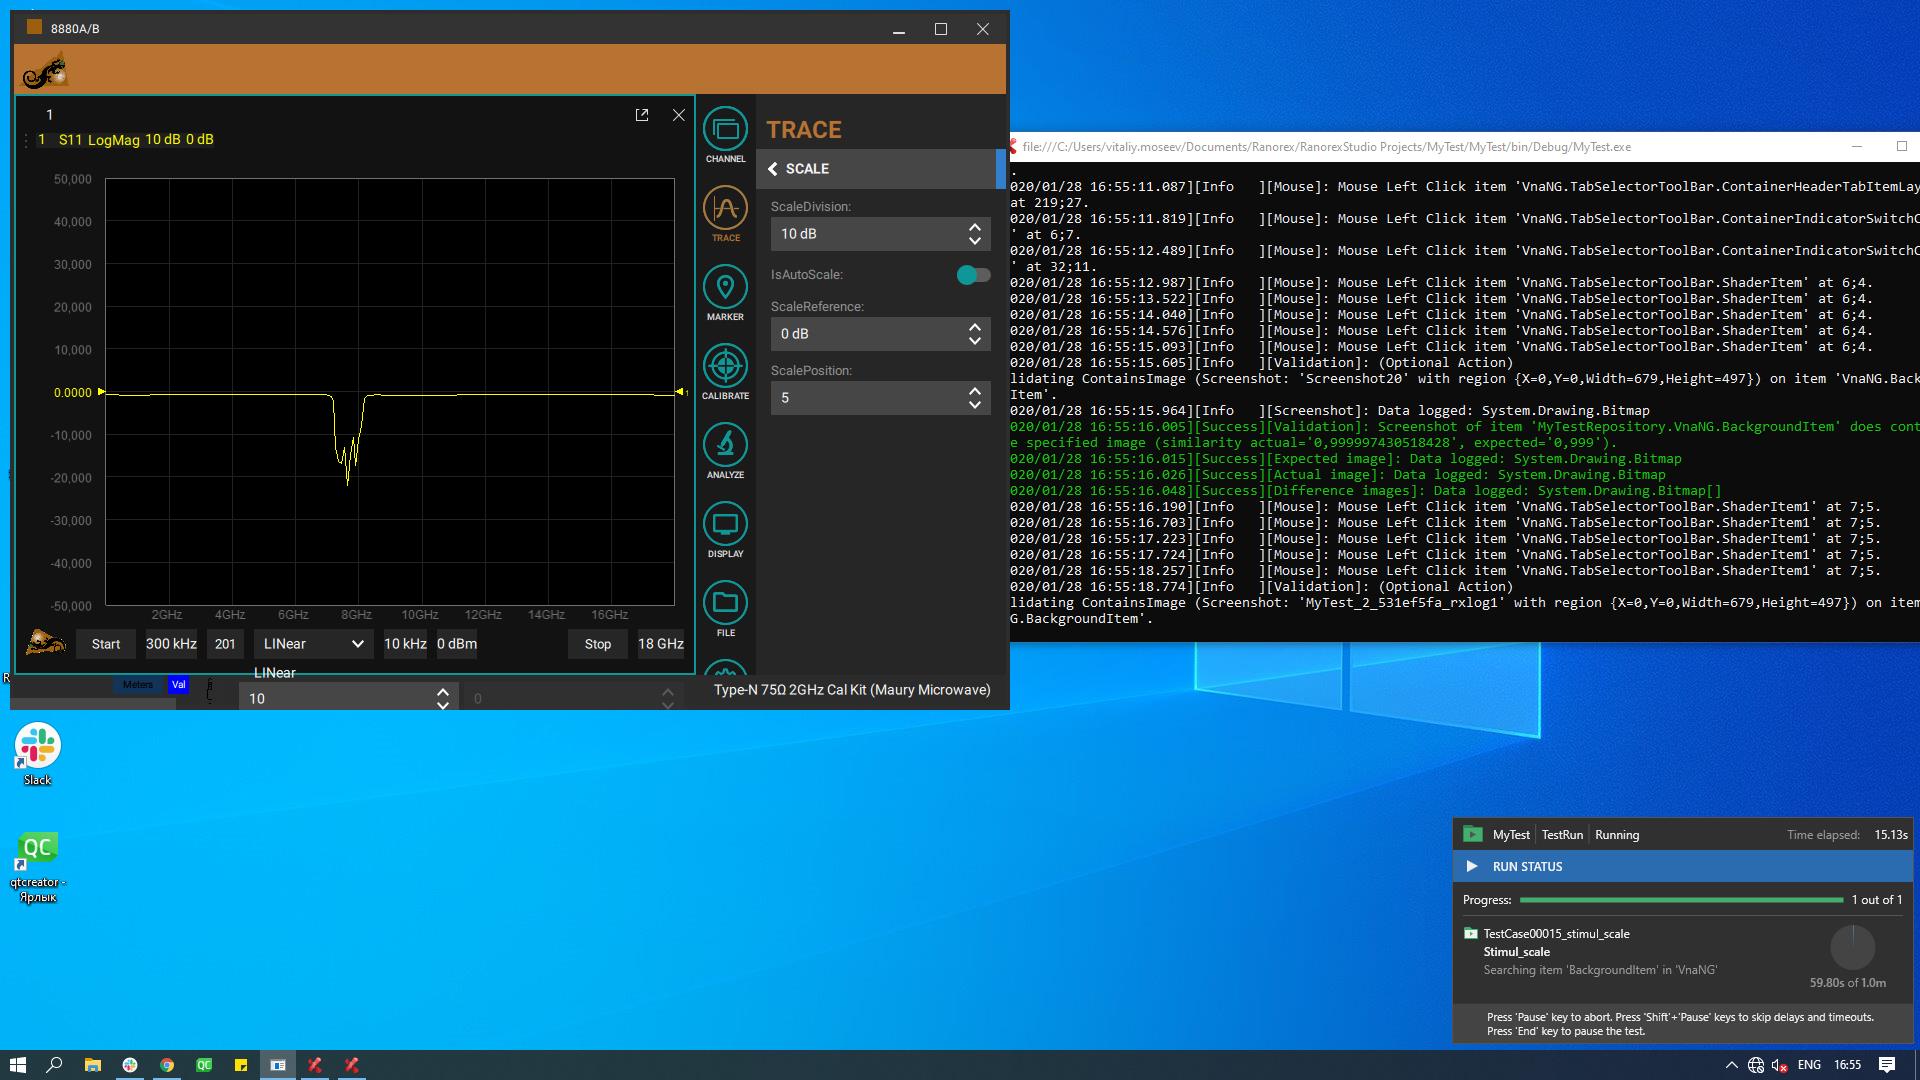 8880A/B
1
1 S11 LogMag 10 dB 0 dB
50,000
40,000
30,000
20,000
10,000
0.0000
1
-10,000
-20,000
-30,000
-40,000
-50,000
2GHz 4GHz 6GHz 8GHz 10GHz 12GHz 14GHz 16GHz
Start 300 kHz 201 LINear 10 kHz 0 dBm Stop 18 GHz
LINear
Meters Val
10 0
Type-N 75Ω 2GHz Cal Kit (Maury Microwave)
CHANNEL
TRACE
MARKER
CALIBRATE
ANALYZE
DISPLAY
FILE
TRACE
SCALE
ScaleDivision:
10 dB
IsAutoScale:
ScaleReference:
0 dB
ScalePosition:
5
file:///C:/Users/vitaliy.moseev/Documents/Ranorex/RanorexStudio Projects/MyTest/MyTest/bin/Debug/MyTest.exe
.
020/01/28 16:55:11.087][Info ][Mouse]: Mouse Left Click item 'VnaNG.TabSelectorToolBar.ContainerHeaderTabItemLay
at 219;27.
020/01/28 16:55:11.819][Info ][Mouse]: Mouse Left Click item 'VnaNG.TabSelectorToolBar.ContainerIndicatorSwitchC
' at 6;7.
020/01/28 16:55:12.489][Info ][Mouse]: Mouse Left Click item 'VnaNG.TabSelectorToolBar.ContainerIndicatorSwitchC
' at 32;11.
020/01/28 16:55:12.987][Info ][Mouse]: Mouse Left Click item 'VnaNG.TabSelectorToolBar.ShaderItem' at 6;4.
020/01/28 16:55:13.522][Info ][Mouse]: Mouse Left Click item 'VnaNG.TabSelectorToolBar.ShaderItem' at 6;4.
020/01/28 16:55:14.040][Info ][Mouse]: Mouse Left Click item 'VnaNG.TabSelectorToolBar.ShaderItem' at 6;4.
020/01/28 16:55:14.576][Info ][Mouse]: Mouse Left Click item 'VnaNG.TabSelectorToolBar.ShaderItem' at 6;4.
020/01/28 16:55:15.093][Info ][Mouse]: Mouse Left Click item 'VnaNG.TabSelectorToolBar.ShaderItem' at 6;4.
020/01/28 16:55:15.605][Info ][Validation]: (Optional Action)
lidating ContainsImage (Screenshot: 'Screenshot20' with region {X=0,Y=0,Width=679,Height=497}) on item 'VnaNG.Back
Item'.
020/01/28 16:55:15.964][Info ][Screenshot]: Data logged: System.Drawing.Bitmap
020/01/28 16:55:16.005][Success][Validation]: Screenshot of item 'MyTestRepository.VnaNG.BackgroundItem' does cont
e specified image (similarity actual='0,999997430518428', expected='0,999').
020/01/28 16:55:16.015][Success][Expected image]: Data logged: System.Drawing.Bitmap
020/01/28 16:55:16.026][Success][Actual image]: Data logged: System.Drawing.Bitmap
020/01/28 16:55:16.048][Success][Difference images]: Data logged: System.Drawing.Bitmap[]
020/01/28 16:55:16.190][Info ][Mouse]: Mouse Left Click item 'VnaNG.TabSelectorToolBar.ShaderItem1' at 7;5.
020/01/28 16:55:16.703][Info ][Mouse]: Mouse Left Click item 'VnaNG.TabSelectorToolBar.ShaderItem1' at 7;5.
020/01/28 16:55:17.223][Info ][Mouse]: Mouse Left Click item 'VnaNG.TabSelectorToolBar.ShaderItem1' at 7;5.
020/01/28 16:55:17.724][Info ][Mouse]: Mouse Left Click item 'VnaNG.TabSelectorToolBar.ShaderItem1' at 7;5.
020/01/28 16:55:18.257][Info ][Mouse]: Mouse Left Click item 'VnaNG.TabSelectorToolBar.ShaderItem1' at 7;5.
020/01/28 16:55:18.774][Info ][Validation]: (Optional Action)
lidating ContainsImage (Screenshot: 'MyTest_2_531ef5fa_rxlog1' with region {X=0,Y=0,Width=679,Height=497}) on item
G.BackgroundItem'.
R
Slack
QC
qtcreator -
Ярлык
MyTest TestRun Running Time elapsed: 15.13s
RUN STATUS
Progress: 1 out of 1
TestCase00015_stimul_scale
Stimul_scale
Searching item 'BackgroundItem' in 'VnaNG'
59.80s of 1.0m
Press 'Pause' key to abort. Press 'Shift'+'Pause' keys to skip delays and timeouts.
Press 'End' key to pause the test.
QC
ENG 16:55